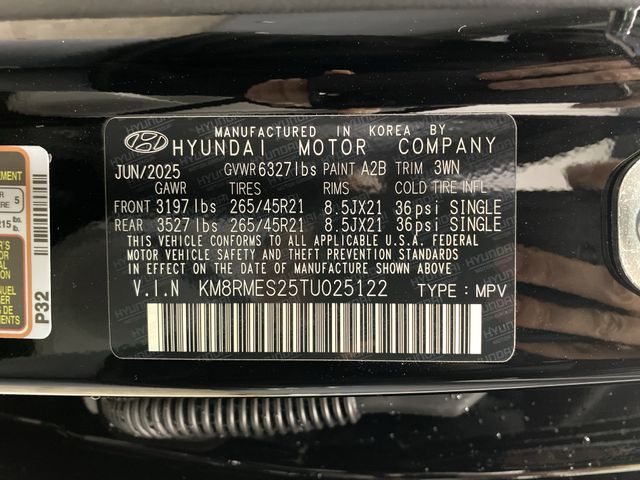 MANUFACTURED IN KOREA BY
HYUNDAI MOTOR COMPANY
JUN/2025 GVWR 6327lbs PAINT A2B TRIM 3WN
GAWR TIRES RIMS COLD TIRE INFL
FRONT 3197 lbs 265/45R21 8.5JX21 36psi SINGLE
REAR 3527 lbs 265/45R21 8.5JX21 36psi SINGLE
THIS VEHICLE CONFORMS TO ALL APPLICABLE U.S.A. FEDERAL
MOTOR VEHICLE SAFETY AND THEFT PREVENTION STANDARDS
IN EFFECT ON THE DATE OF MANUFACTURE SHOWN ABOVE
V.I.N KM8RMES25TU025122 TYPE : MPV
5
P32